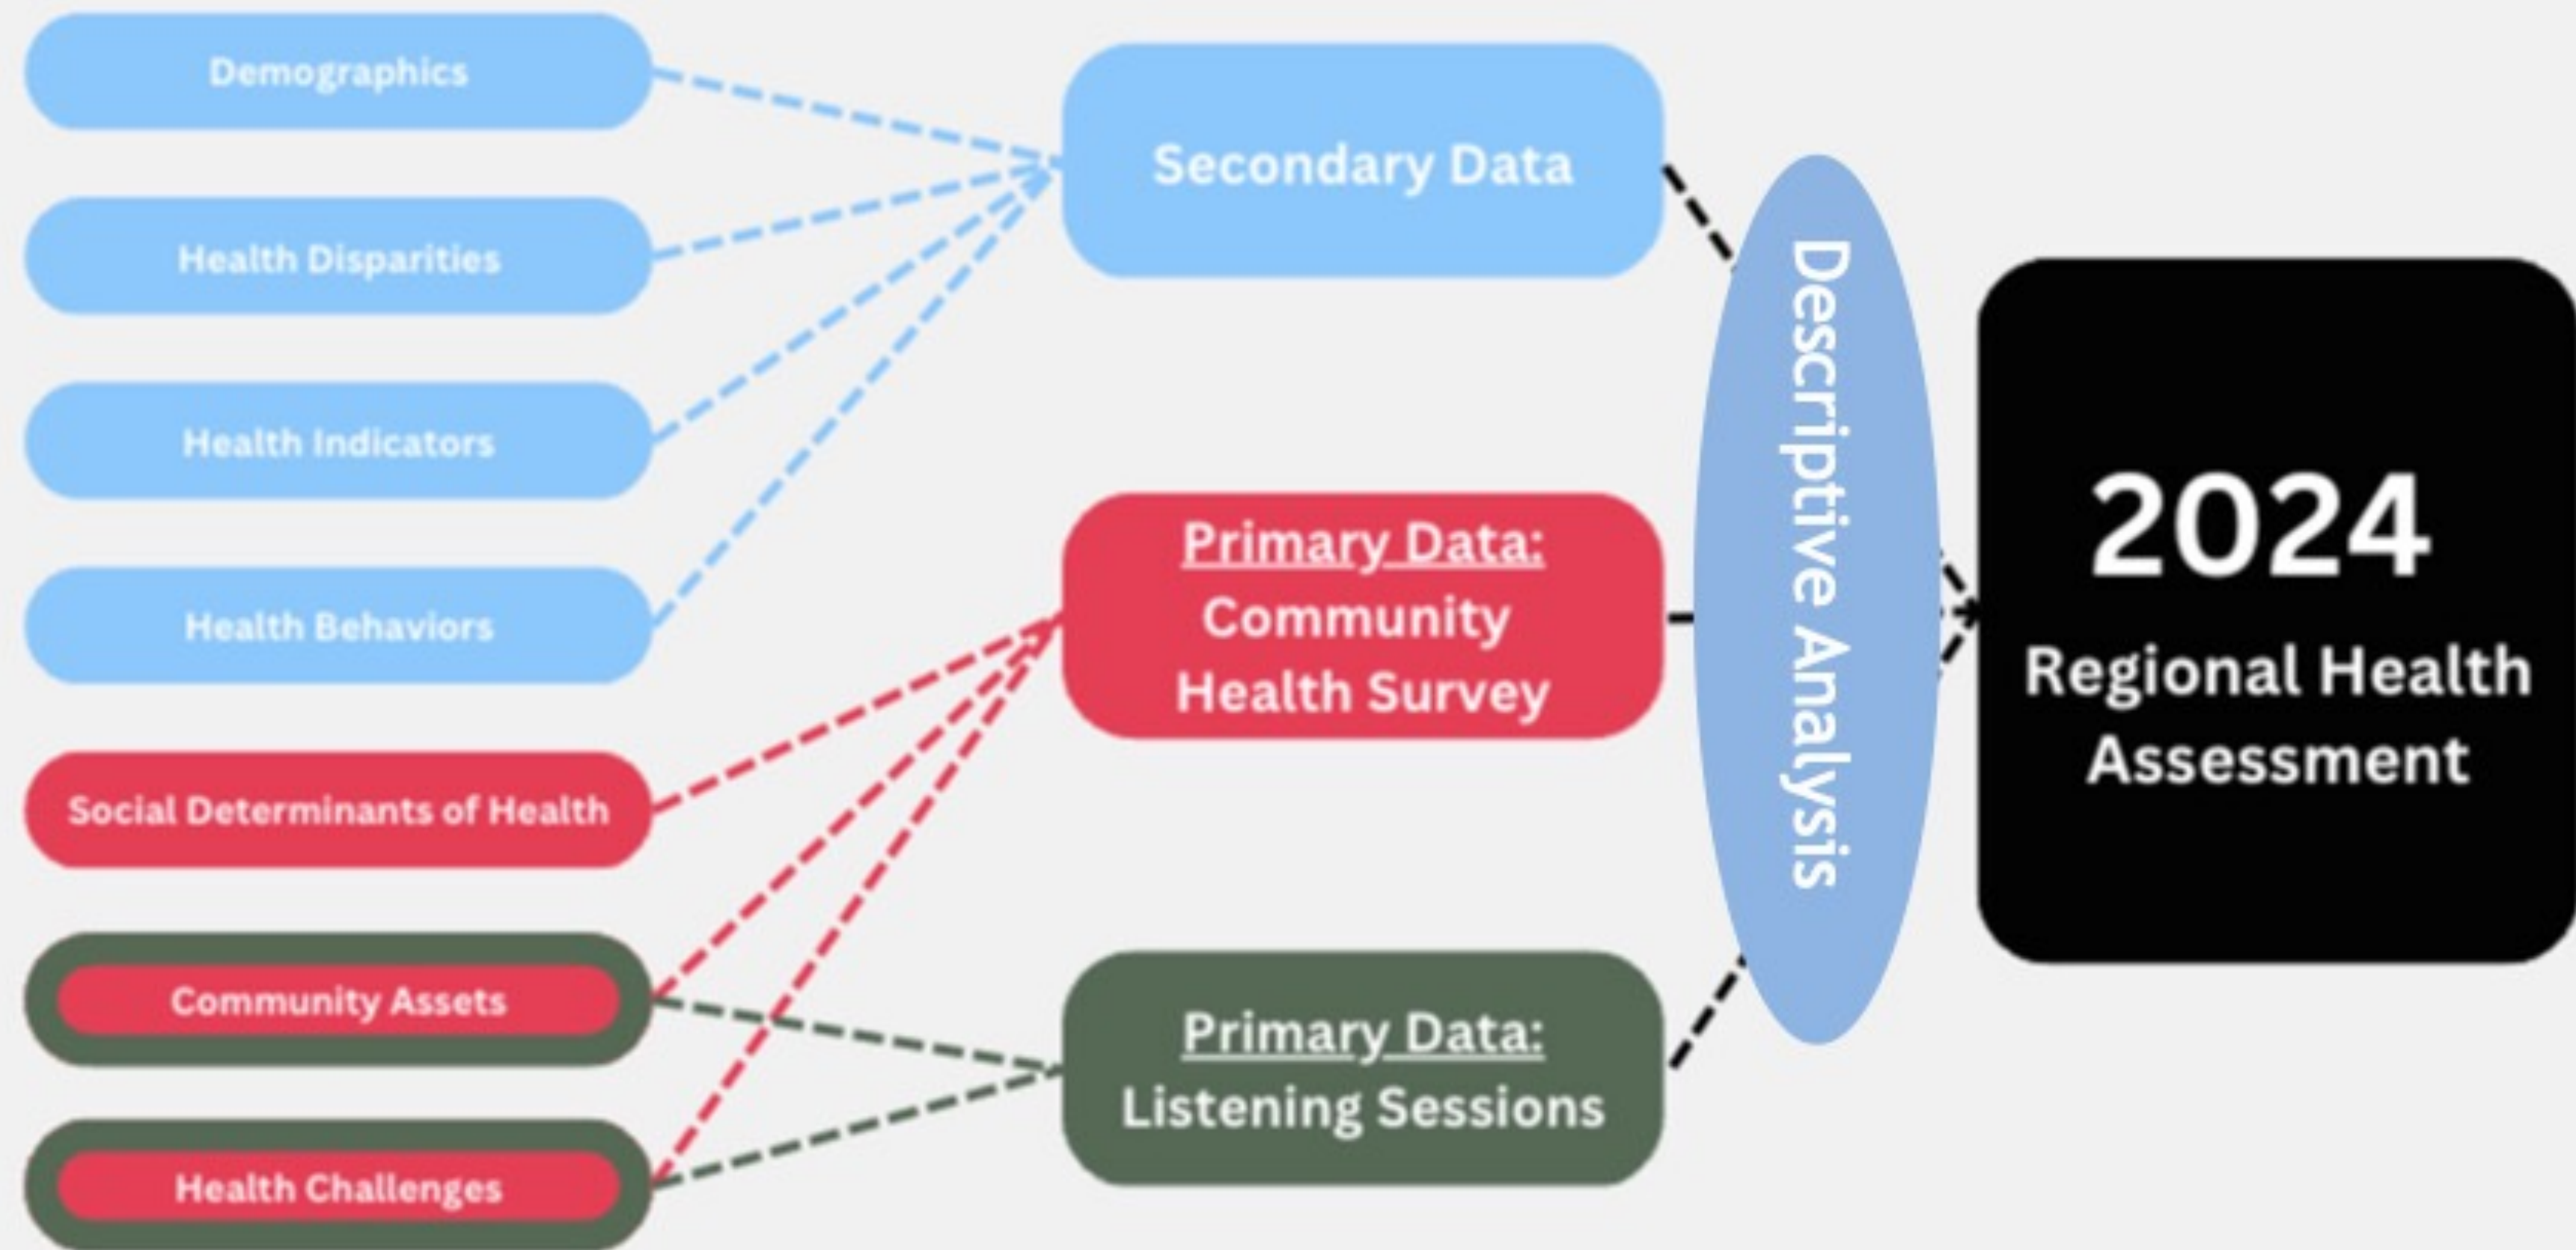 Demographics
Health Disparities
Health Indicators
Health Behaviors
Social Determinants of Health
Community Assets
Health Challenges
Secondary Data
Primary Data:
Community
Health Survey
Primary Data:
Listening Sessions
Descriptive Analysis
2024
Regional Health
Assessment